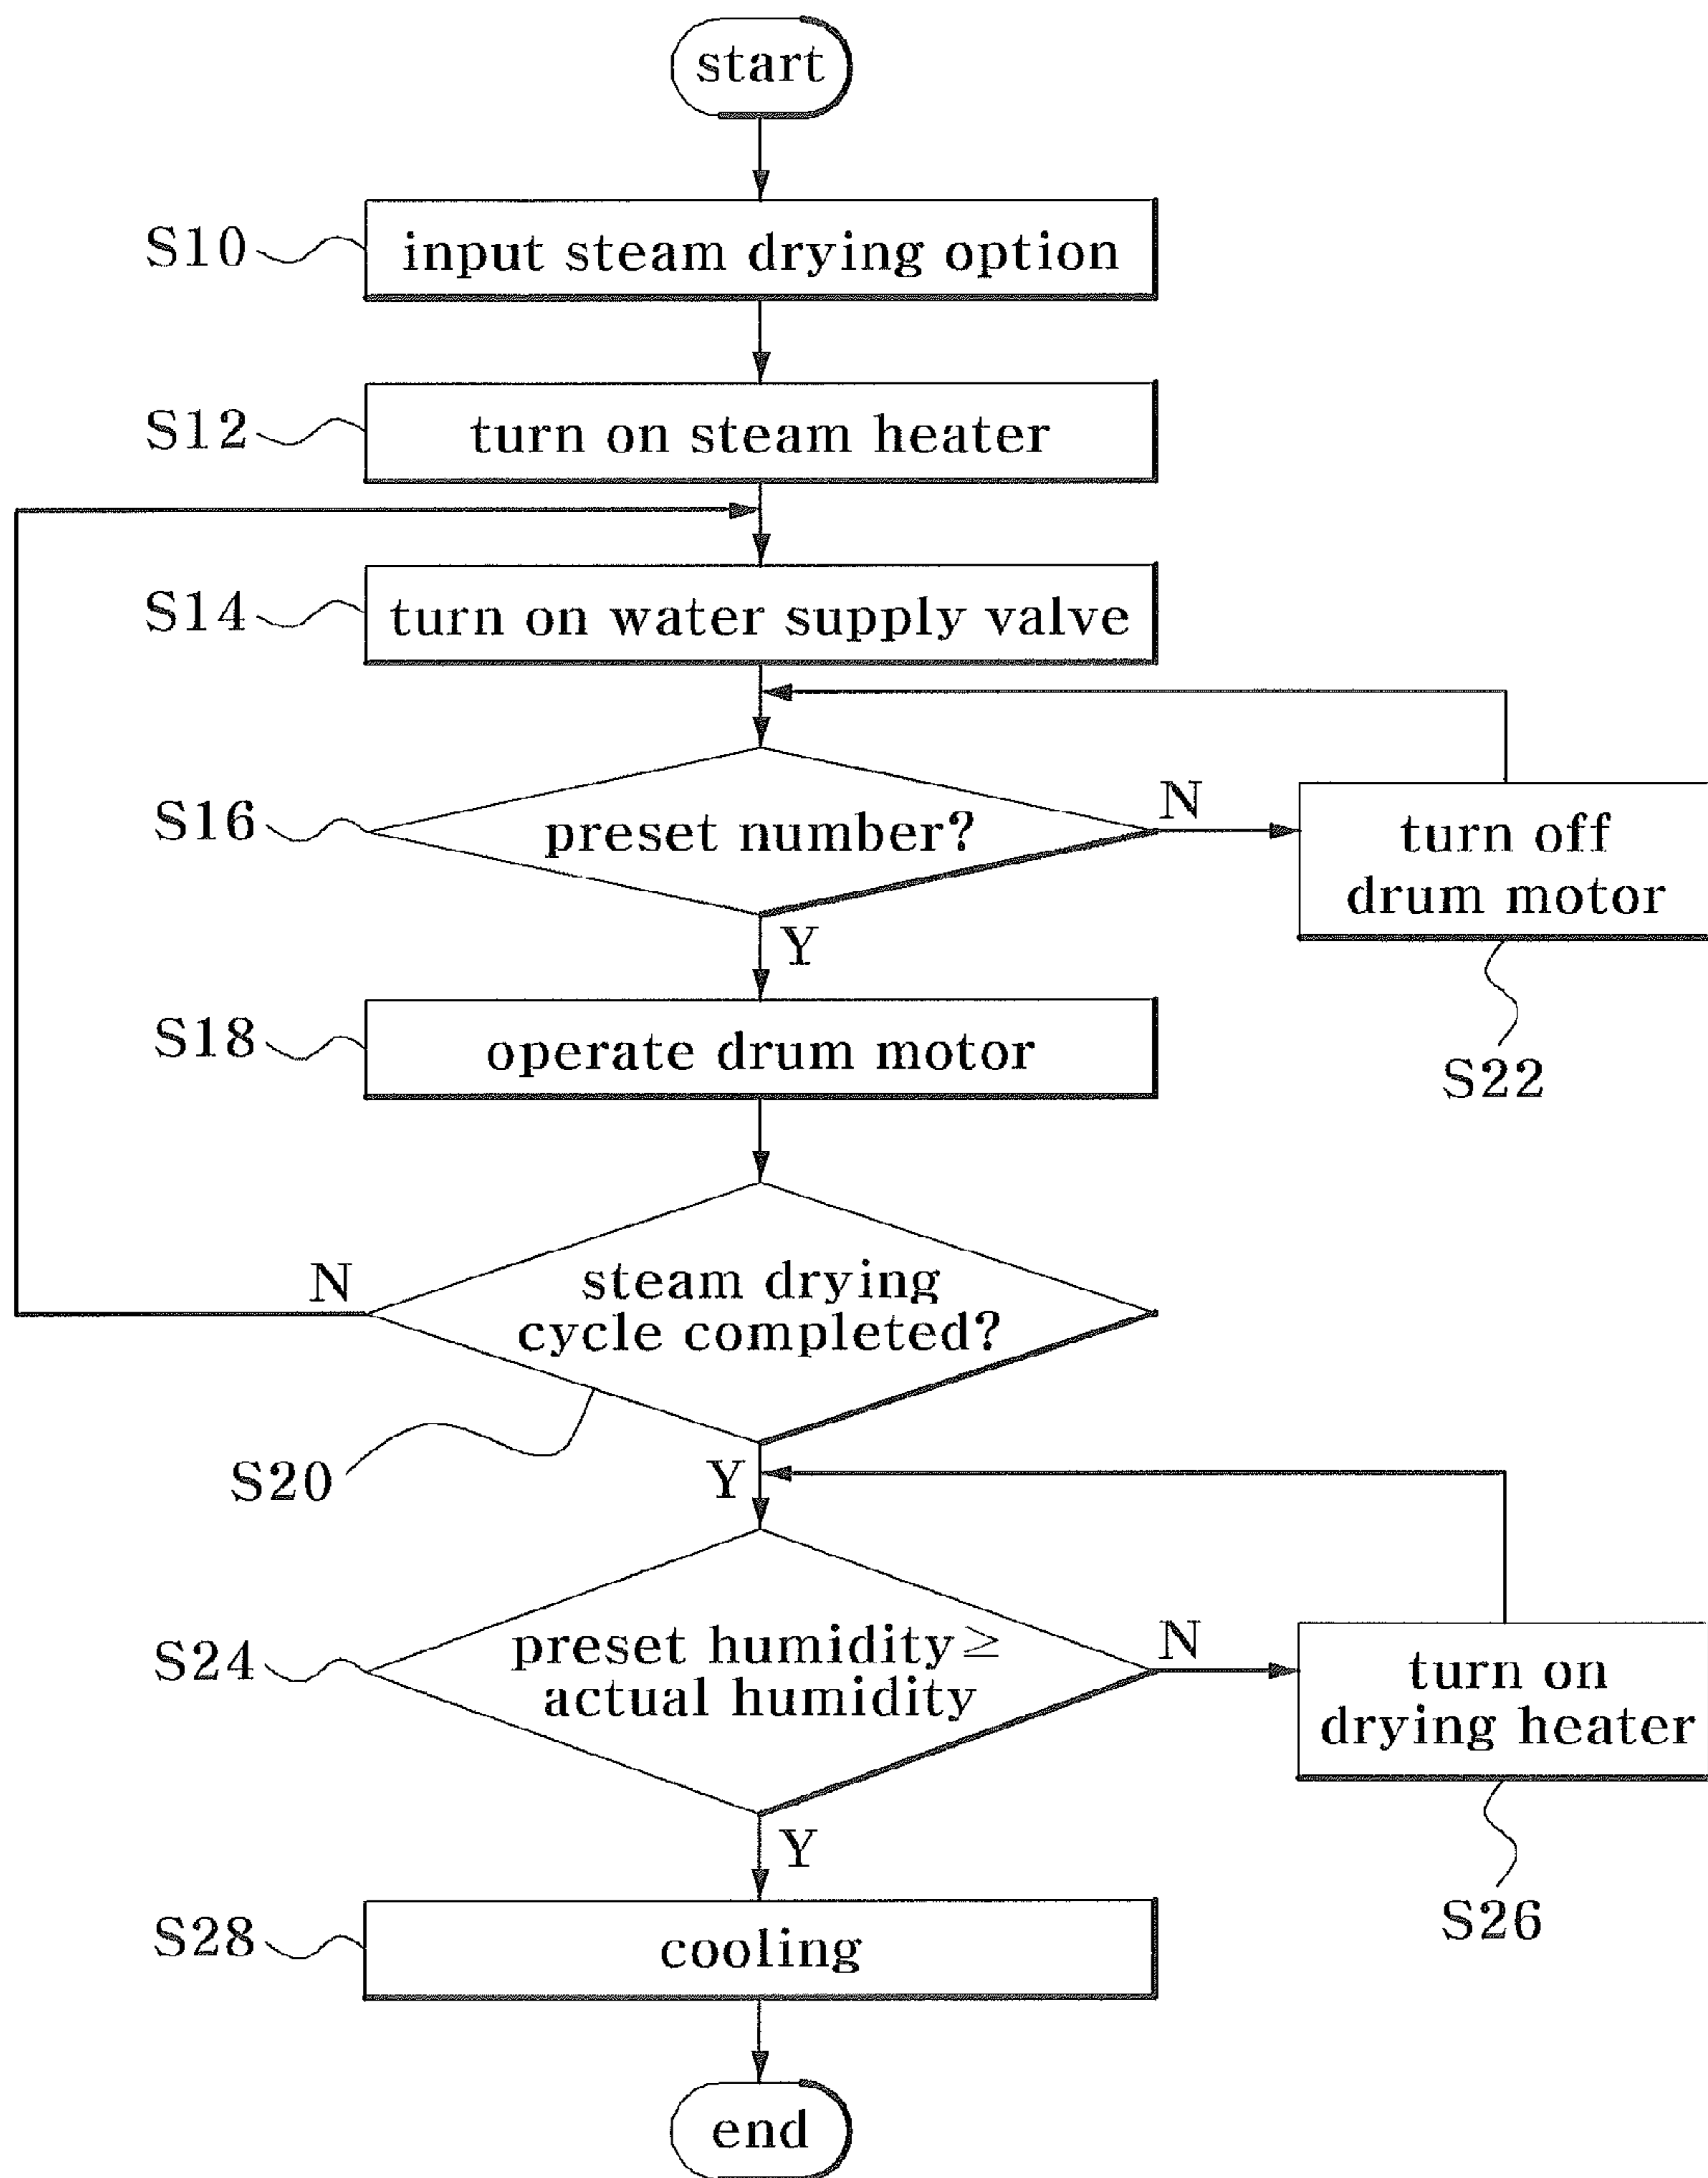 start
S10
input steam drying option
S12
turn on steam heater
S14
turn on water supply valve
S16
preset number?
N
turn off
drum motor
S22
Y
S18
operate drum motor
N
steam drying
cycle completed?
S20
Y
S24
preset humidity≥
actual humidity
N
turn on
drying heater
S26
Y
S28
cooling
end